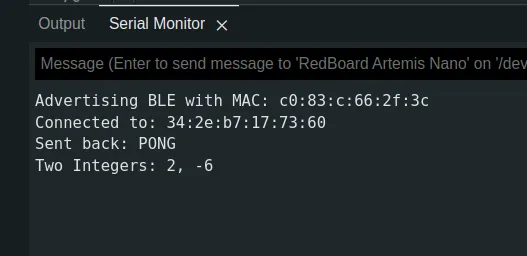 Output
Serial Monitor
Message (Enter to send message to 'RedBoard Artemis Nano' on '/dev
Advertising BLE with MAC: c0:83:c:66:2f:3c
Connected to: 34:2e:b7:17:73:60
Sent back: PONG
Two Integers: 2, -6